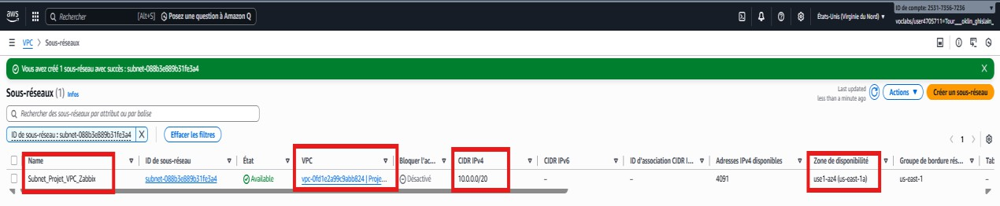 aws Rechercher [Alt+S] Posez une question à Amazon Q États-Unis (Virginie du Nord) ▼ ID de compte: 2531-7356-7236 ▼
voclabs/user4705711=Tour__oklin_ghislain_
VPC > Sous-réseaux
Vous avez créé 1 sous-réseau avec succès : subnet-088b3e889b31fe3a4 X
Sous-réseaux (1) Infos
Last updated
less than a minute ago
Actions ▼ Créer un sous-réseau
Rechercher des sous-réseaux par attribut ou par balise
ID de sous-réseau : subnet-088b3e889b31fe3a4 X Effacer les filtres
< 1 >
Name ID de sous-réseau État VPC Bloquer l'ac... CIDR IPv4 CIDR IPv6 ID d'association CIDR I... Adresses IPv4 disponibles Zone de disponibilité Groupe de bordure rés... Tab
Subnet_Projet_VPC_Zabbix subnet-088b3e889b31fe3a4 Available vpc-0fd1e2a99c9abb824 | Proje... Désactivé 10.0.0.0/20 – – 4091 use1-az4 (us-east-1a) us-east-1 –